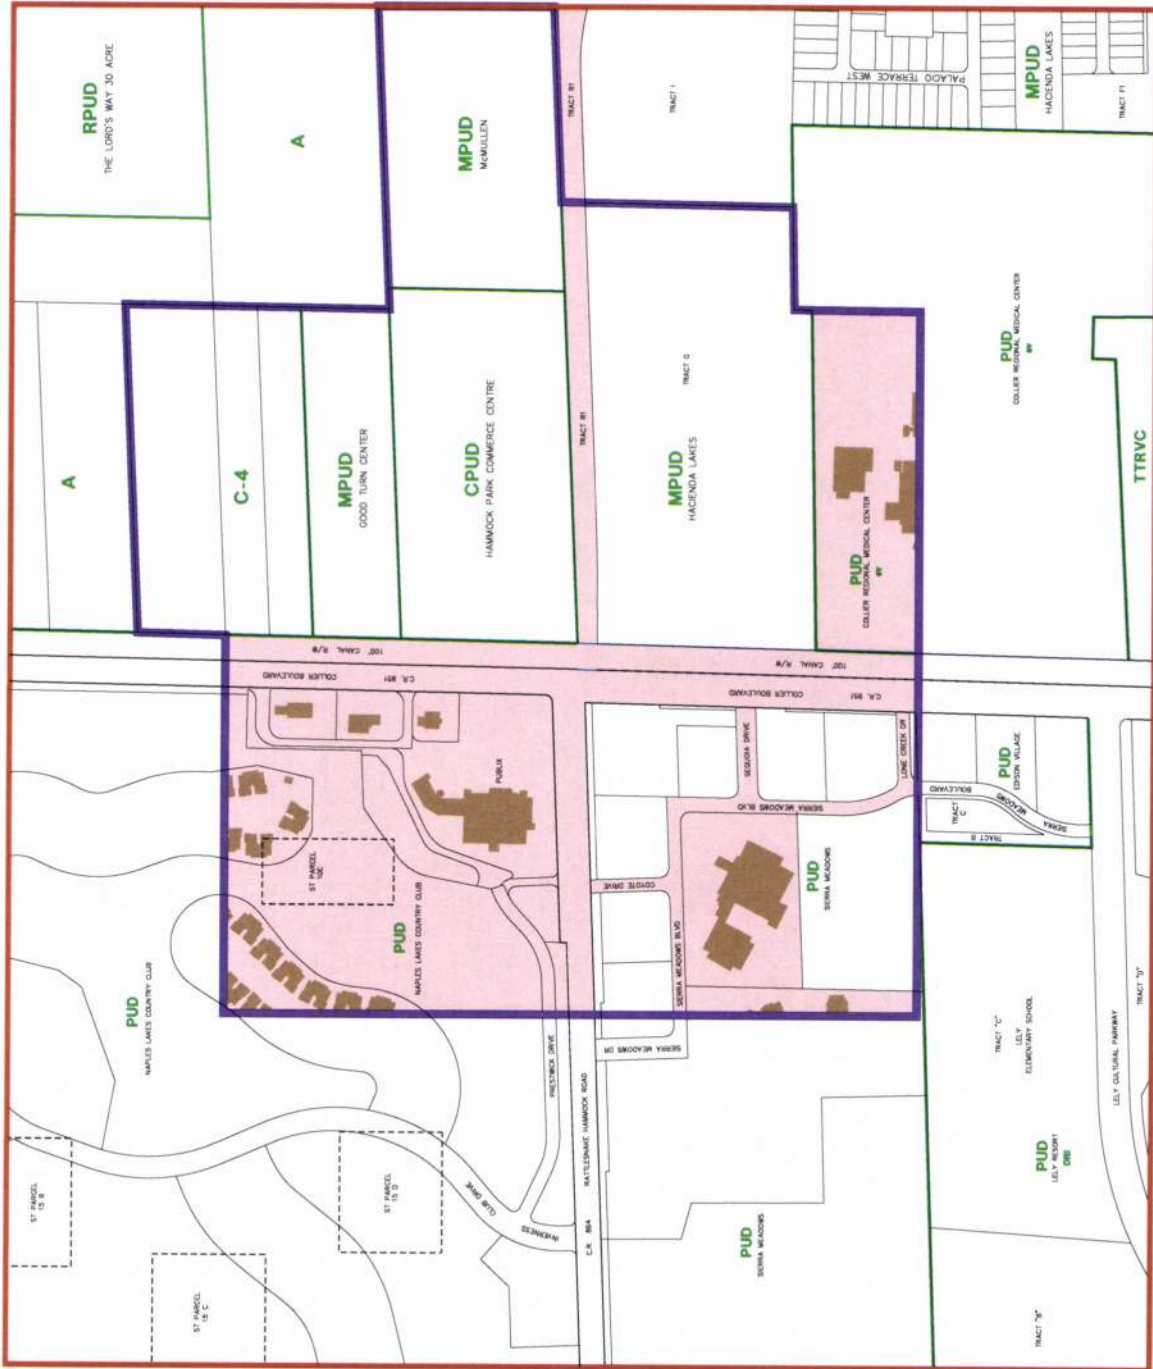 RPUD
THE LORD'S WAY 30 ACRE
A
MPUD
McMULLEN
TRACT R1
TRACT I
PALACIO TERRACE WEST
MPUD
HACIENDA LAKES
TRACT F1
A
C-4
MPUD
GOOD TURN CENTER
CPUD
HAMMOCK PARK COMMERCE CENTRE
TRACT R1
MPUD
HACIENDA LAKES
TRACT G
PUD
COLLIER REGIONAL MEDICAL CENTER
PUD
COLLIER REGIONAL MEDICAL CENTER
TTRVC
100' CANAL R/W
COLLIER BOULEVARD
C.R. 951
100' CANAL R/W
COLLIER BOULEVARD
C.R. 951
PUBLIX
SEQUOIA DRIVE
LONE CREEK DR
SIERRA MEADOWS BLVD
PUD
EDISON VILLAGE
SIERRA MEADOWS BOULEVARD
TRACT C
TRACT B
ST PARCEL
10E
PUD
NAPLES LAKES COUNTRY CLUB
COYOTE DRIVE
SIERRA MEADOWS BLVD
PUD
SIERRA MEADOWS
PUD
NAPLES LAKES COUNTRY CLUB
PRESTWICK DRIVE
SIERRA MEADOWS DR
C.R. 864 RATTLESNAKE HAMMOCK ROAD
TRACT "C"
LELY
ELEMENTARY SCHOOL
LELY CULTURAL PARKWAY
TRACT "D"
ST PARCEL
15 B
ST PARCEL
15 C
ST PARCEL
15 D
INVERNESS CLUB DRIVE
PUD
SIERRA MEADOWS
PUD
LELY RESORT
DRI
TRACT "B"